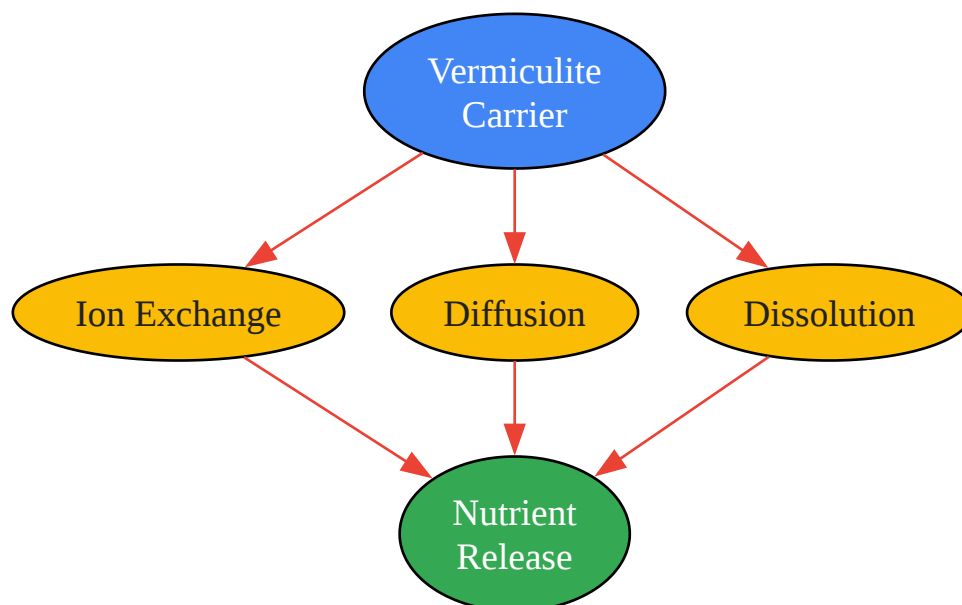 Vermiculite
Carrier
Ion Exchange
Diffusion
Dissolution
Nutrient
Release